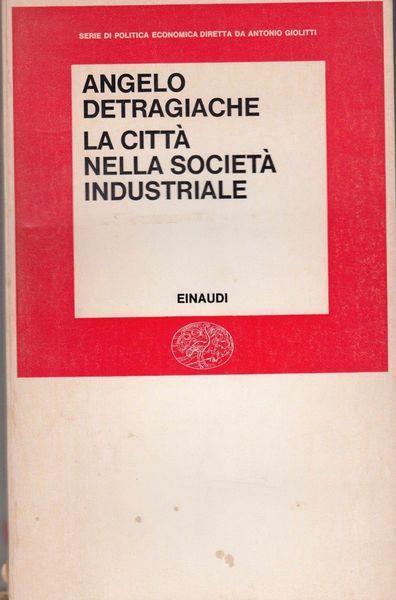 SERIE DI POLITICA ECONOMICA DIRETTA DA ANTONIO GIOLITTI
ANGELO
DETRAGIACHE
LA CITTÀ
NELLA SOCIETÀ
INDUSTRIALE
EINAUDI